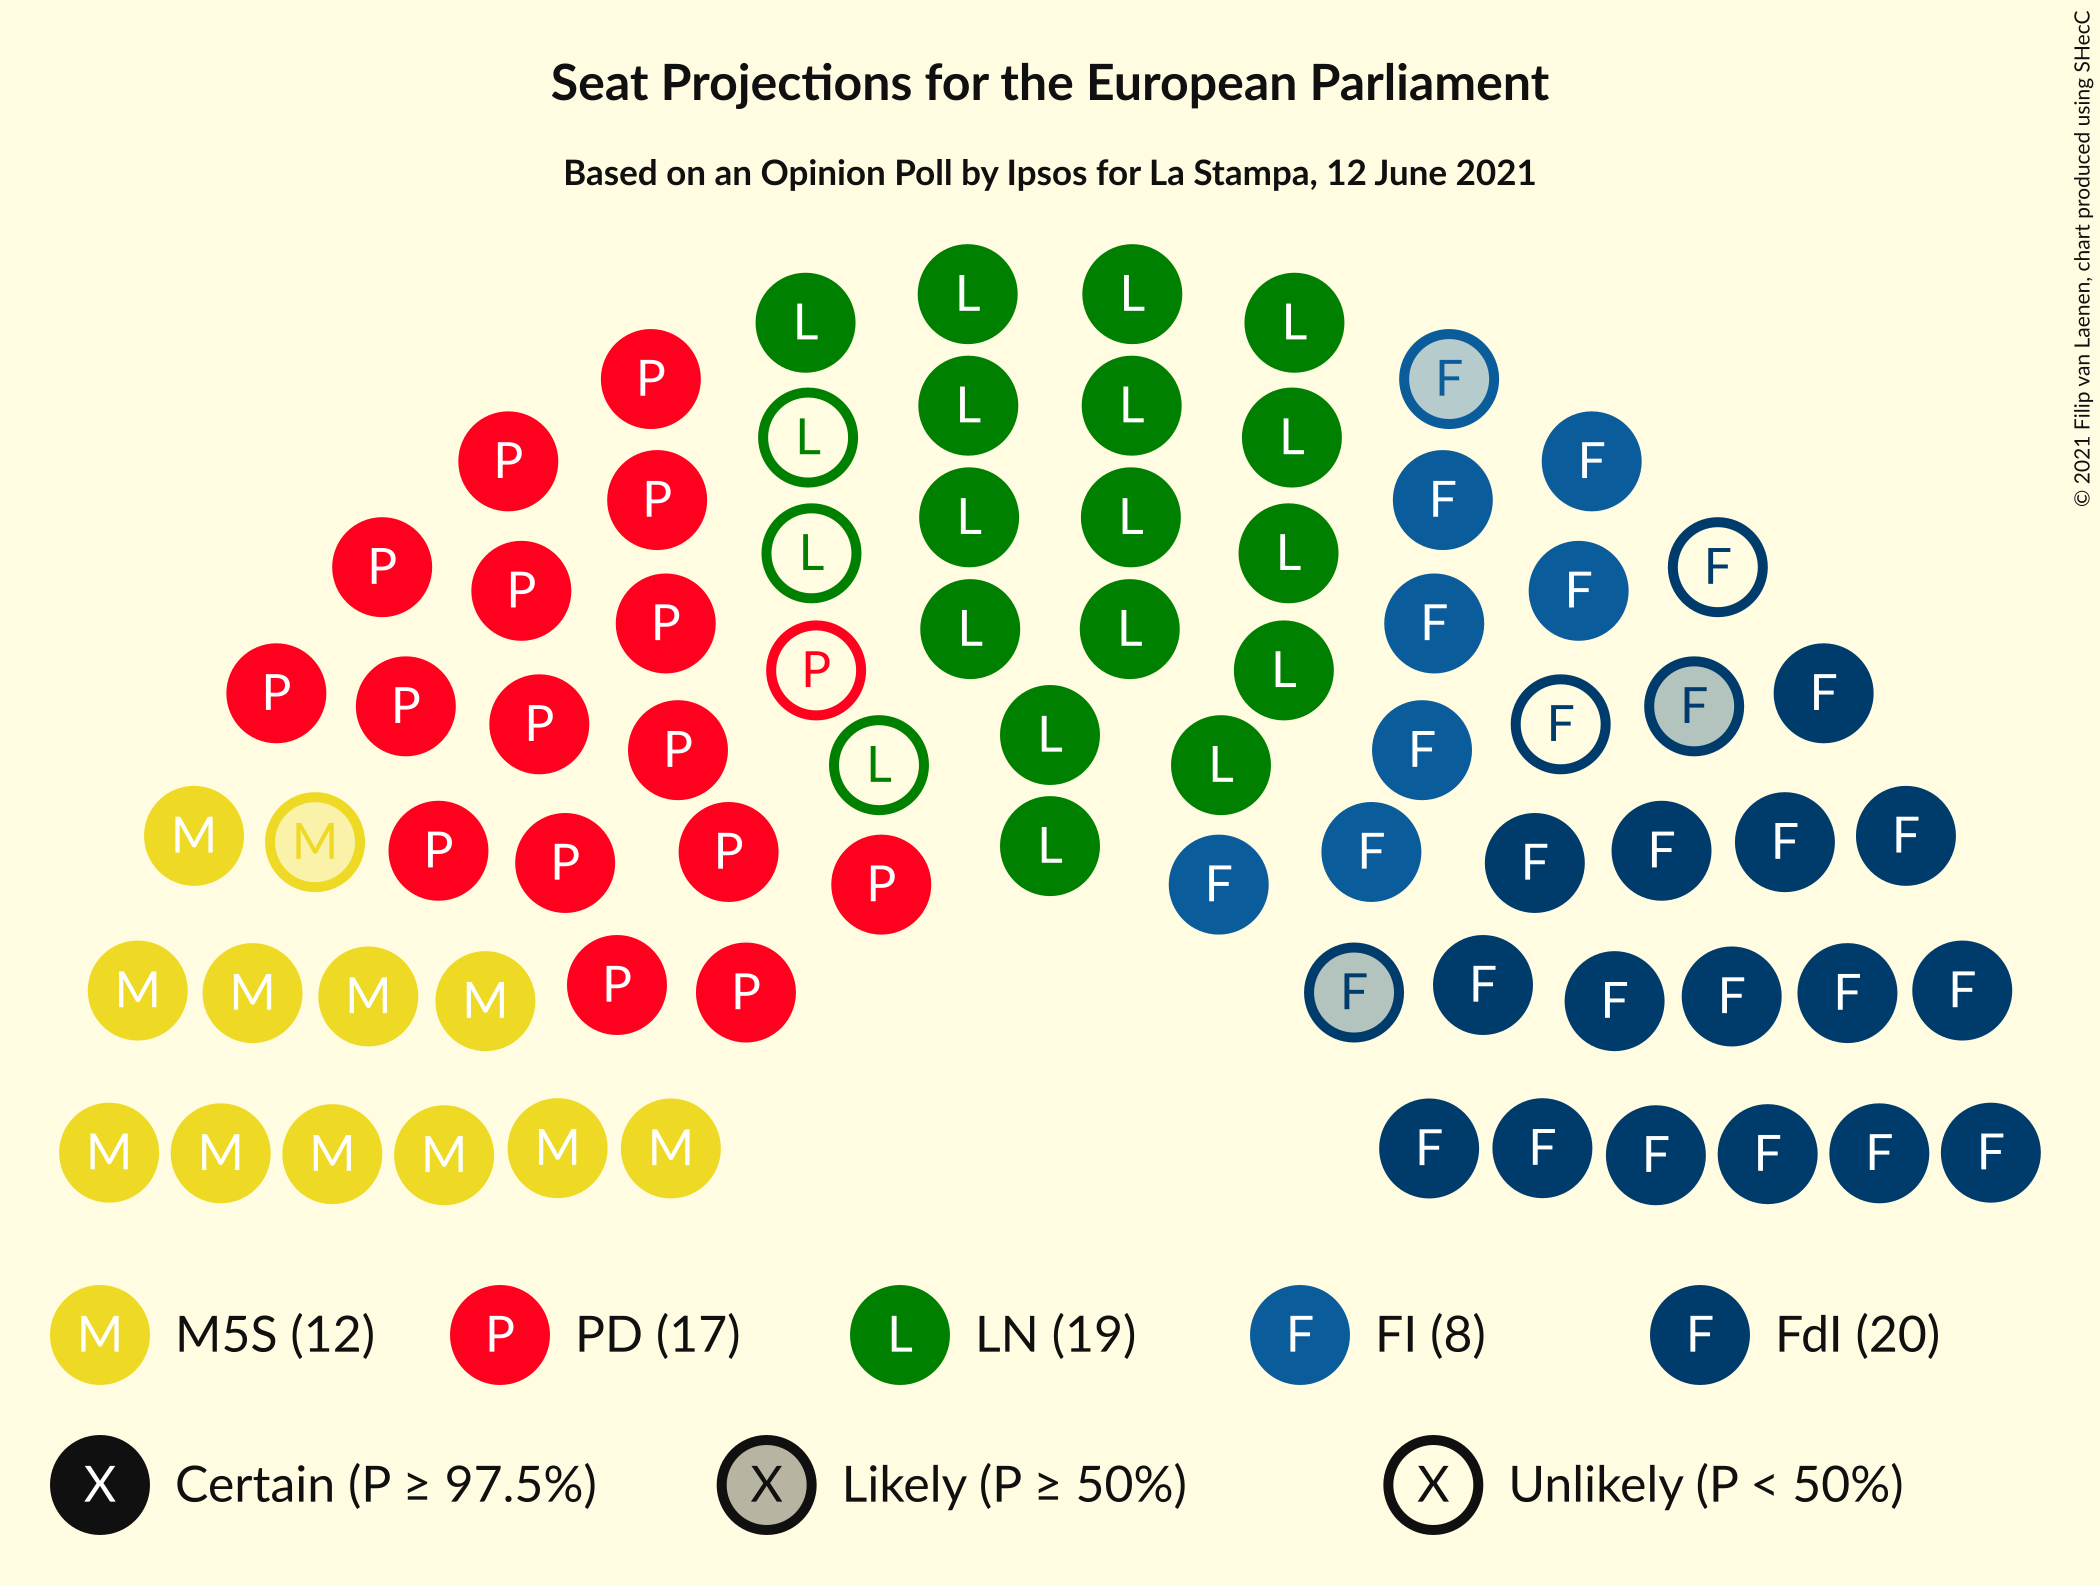 Seat Projections for the European Parliament
Based on an Opinion Poll by Ipsos for La Stampa, 12 June 2021
© 2021 Filip van Laenen, chart produced using SHecC
L L
L L
P F
L L
L L
P F
P F
L L
P F
L L
P F
P F
P F
L L
P F
P F
L L
P L
P F
P F
P F
L
P F
L L
M F
M F
P P F F
P F
L
P F
P F
M M M M P P F F F F F F
M M M M M M F F F F F F
M M5S (12) P PD (17) L LN (19) F FI (8) F FdI (20)
X Certain (P ≥ 97.5%) X Likely (P ≥ 50%) X Unlikely (P < 50%)